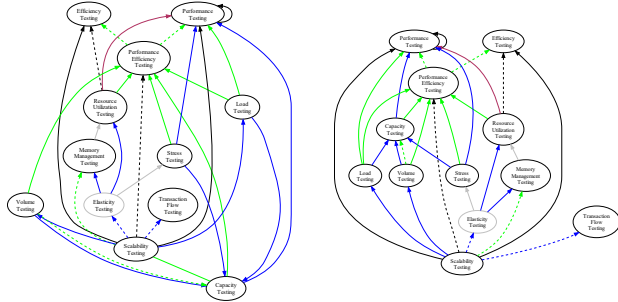 Efficiency
Testing
Performance
Testing
Performance
Efficiency
Testing
Resource
Utilization
Testing
Load
Testing
Memory
Management
Testing
Stress
Testing
Volume
Testing
Elasticity
Testing
Transaction
Flow
Testing
Scalability
Testing
Capacity
Testing
Performance
Testing
Efficiency
Testing
Performance
Efficiency
Testing
Capacity
Testing
Resource
Utilization
Testing
Load
Testing
Volume
Testing
Stress
Testing
Memory
Management
Testing
Elasticity
Testing
Transaction
Flow
Testing
Scalability
Testing